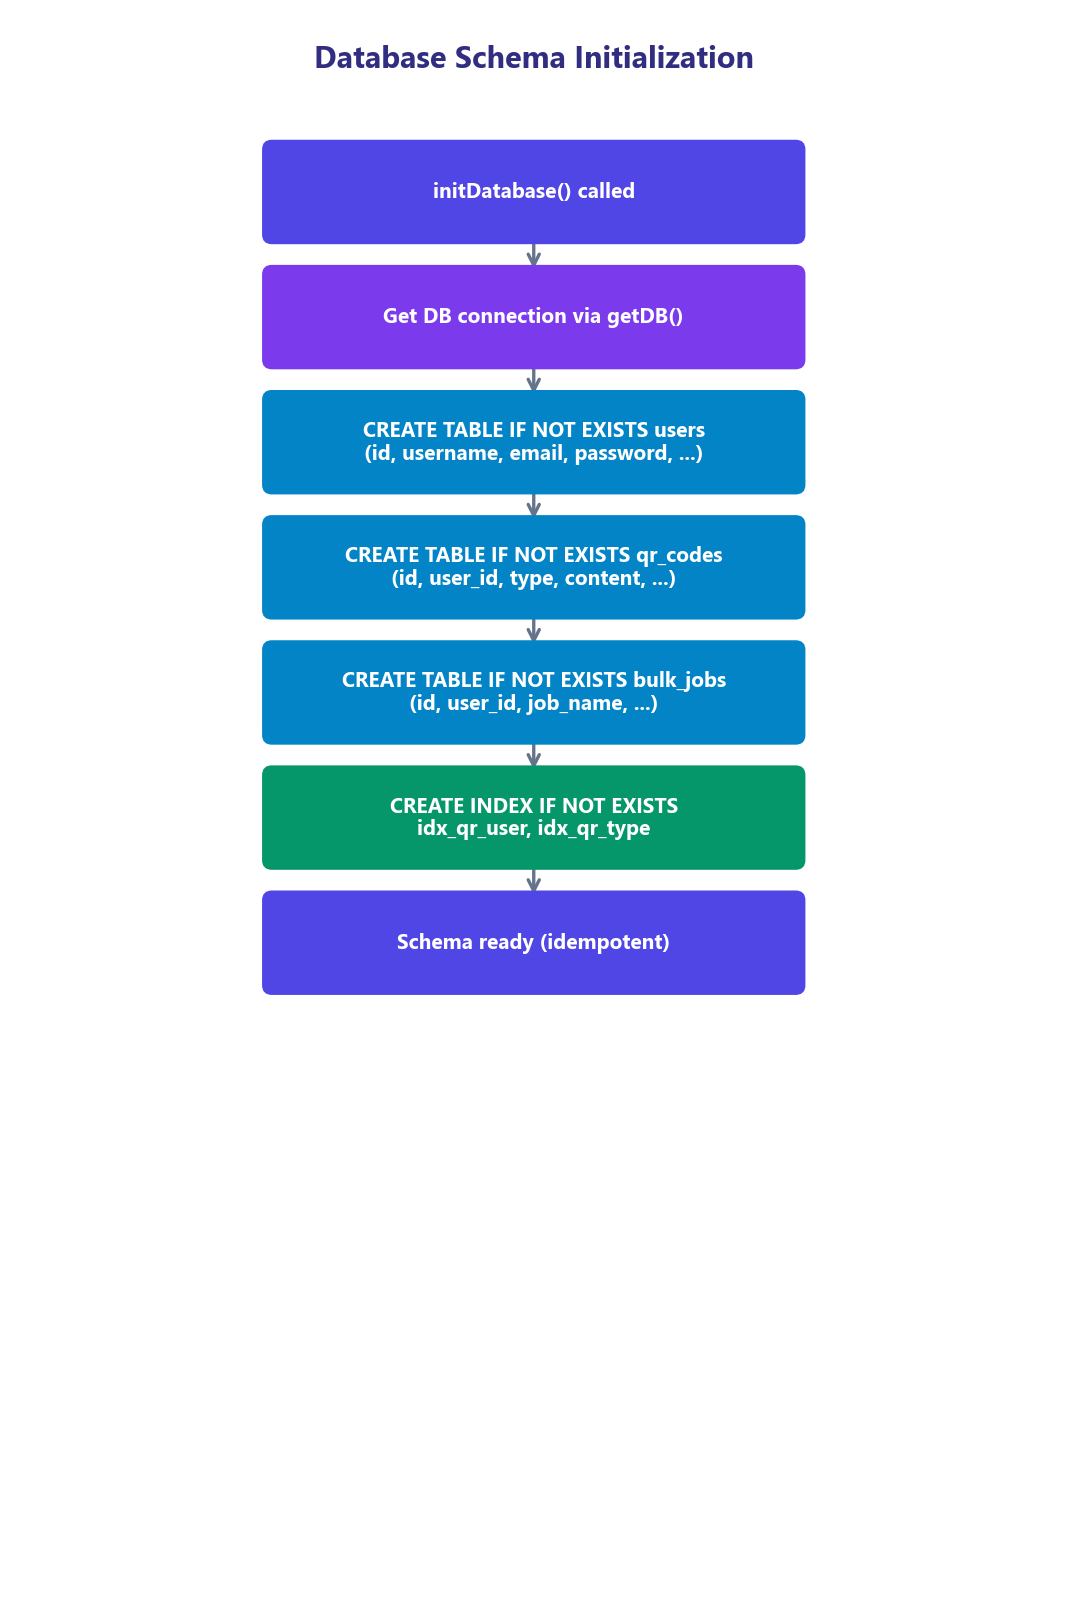 Database Schema Initialization
initDatabase() called
Get DB connection via getDB()
CREATE TABLE IF NOT EXISTS users
(id, username, email, password, ...)
CREATE TABLE IF NOT EXISTS qr_codes
(id, user_id, type, content, ...)
CREATE TABLE IF NOT EXISTS bulk_jobs
(id, user_id, job_name, ...)
CREATE INDEX IF NOT EXISTS
idx_qr_user, idx_qr_type
Schema ready (idempotent)